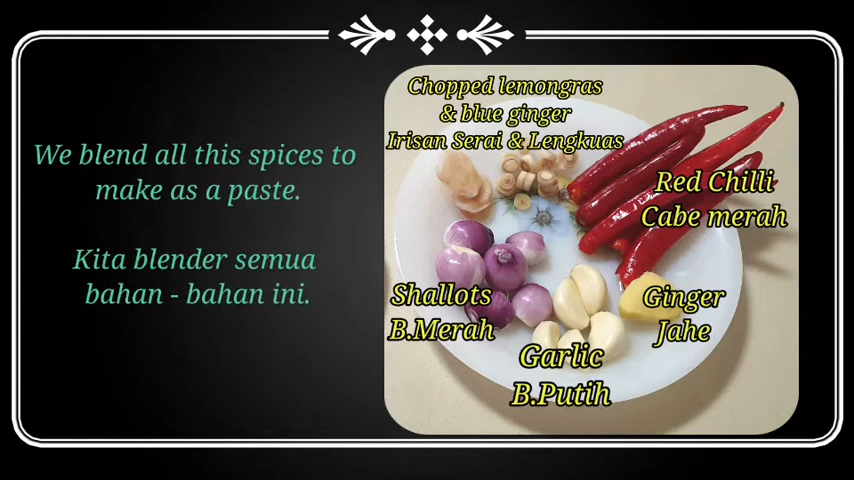 We blend all this spices to
make as a paste.
Kita blender semua
bahan - bahan ini.
Chopped lemongras
& blue ginger
Irisan Serai & Lengkuas
Red Chilli
Cabe merah
Shallots
B.Merah
Ginger
Jahe
Garlic
B.Putih